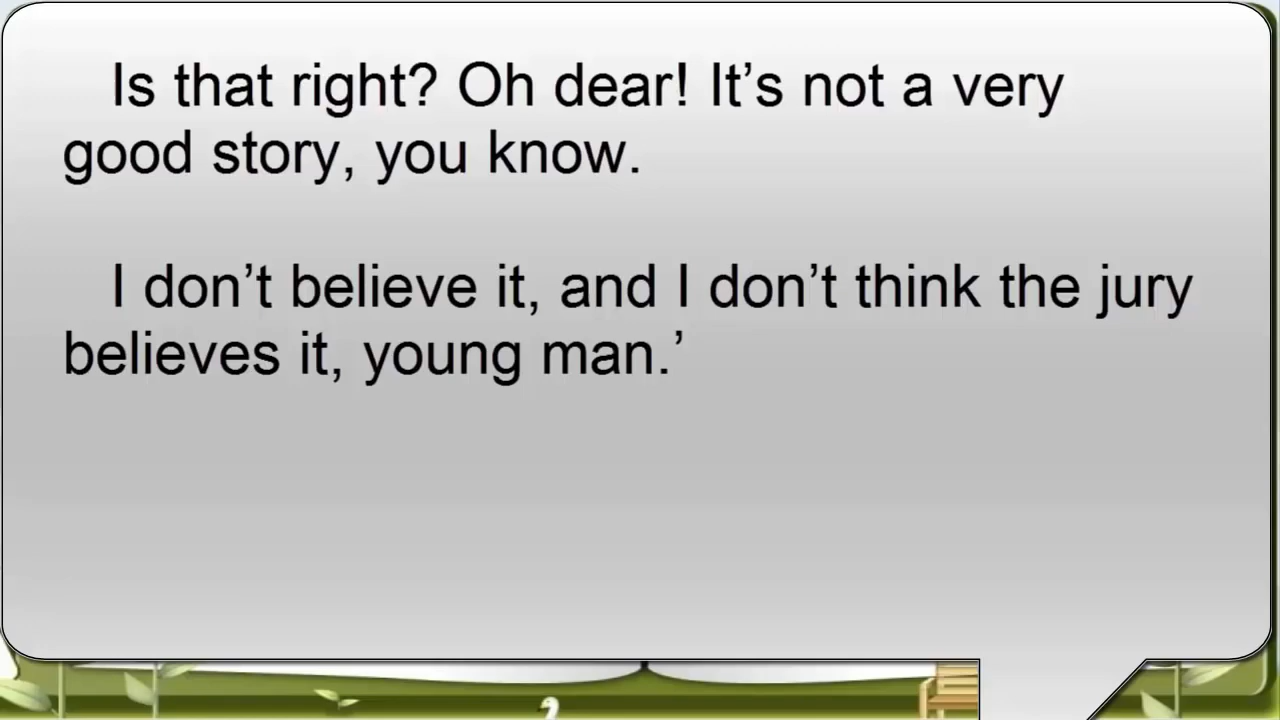 Is that right? Oh dear! It’s not a very
good story, you know.
I don’t believe it, and I don’t think the jury
believes it, young man.’